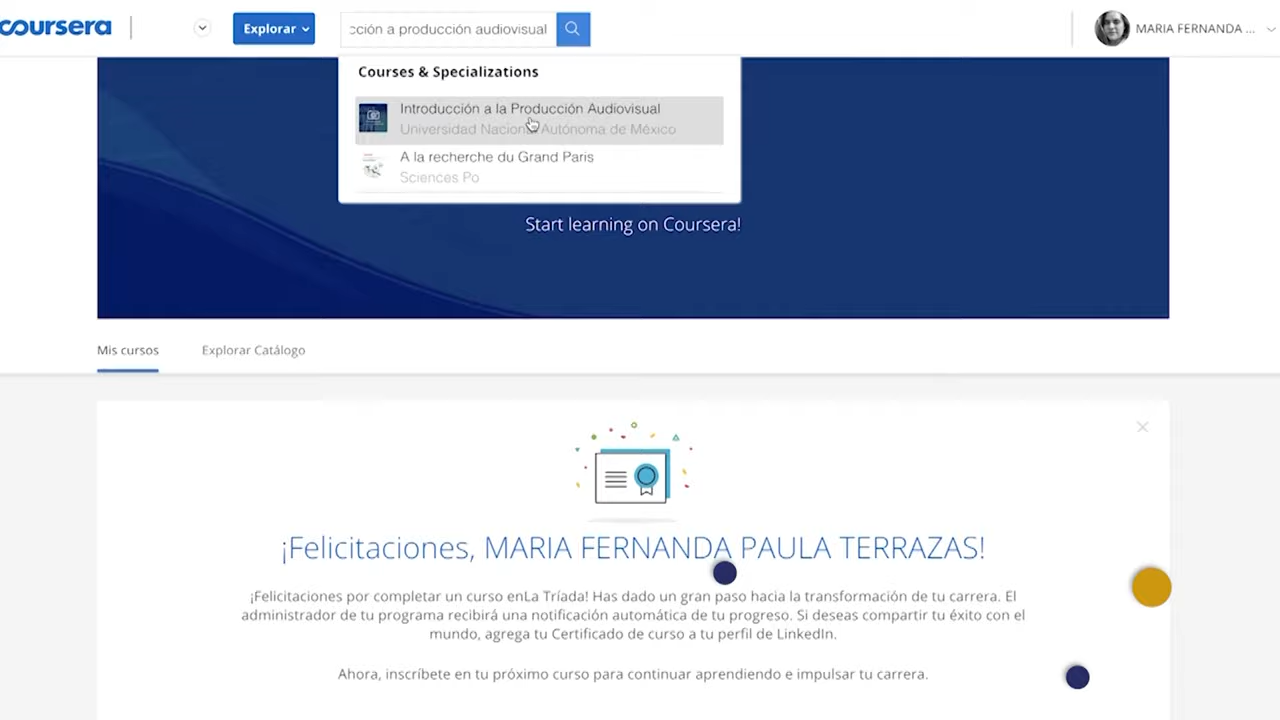 coursera
Explorar
cción a producción audiovisual
MARIA FERNANDA ...
Courses & Specializations
Introducción a la Producción Audiovisual
Universidad Nacional Autónoma de México
A la recherche du Grand Paris
Sciences Po
Start learning on Coursera!
Mis cursos
Explorar Catálogo
¡Felicitaciones, MARIA FERNANDA PAULA TERRAZAS!
¡Felicitaciones por completar un curso enLa Tríada! Has dado un gran paso hacia la transformación de tu carrera. El
administrador de tu programa recibirá una notificación automática de tu progreso. Si deseas compartir tu éxito con el
mundo, agrega tu Certificado de curso a tu perfil de LinkedIn.
Ahora, inscríbete en tu próximo curso para continuar aprendiendo e impulsar tu carrera.